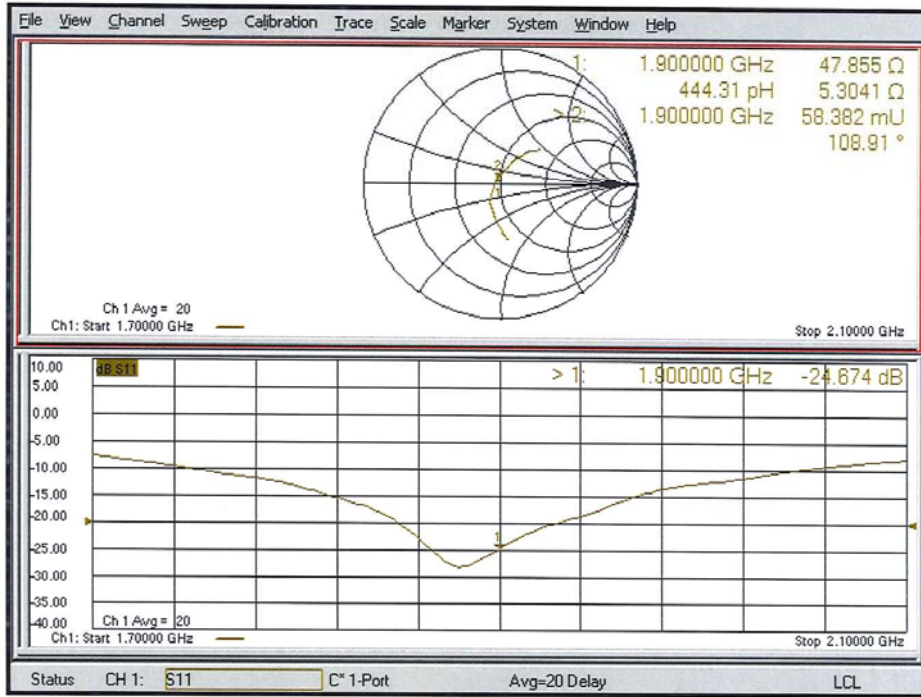 File View Channel Sweep Calibration Trace Scale Marker System Window Help
1: 1.900000 GHz 47.855 Ω
444.31 pH 5.3041 Ω
> 2: 1.900000 GHz 58.382 mU
108.91 °
2
1
Ch 1 Avg = 20
Ch1: Start 1.70000 GHz
Stop 2.10000 GHz
10.00 dB S11 > 1: 1.900000 GHz -24.674 dB
5.00
0.00
-5.00
-10.00
-15.00
-20.00
1
-25.00
-30.00
-35.00
-40.00 Ch 1 Avg = 20
Ch1: Start 1.70000 GHz
Stop 2.10000 GHz
Status CH 1: S11 C* 1-Port Avg=20 Delay LCL